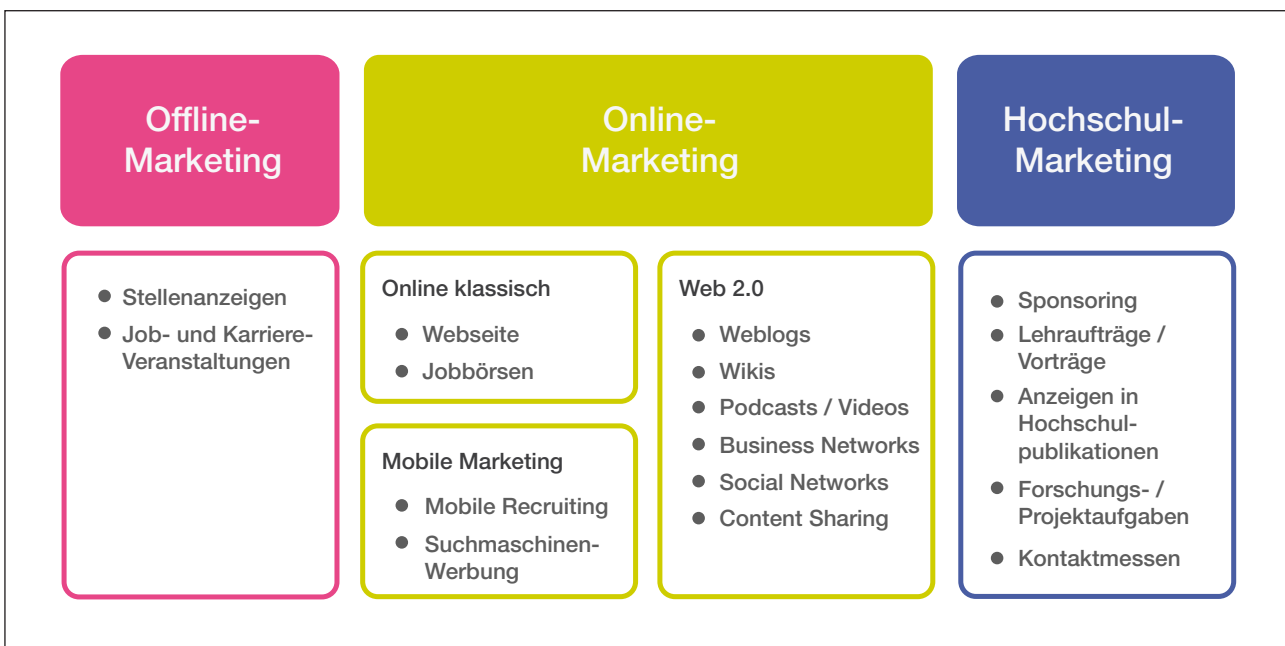 Offline-
Marketing
Online-
Marketing
Hochschul-
Marketing
● Stellenanzeigen
● Job- und Karriere-
Veranstaltungen
Online klassisch
● Webseite
● Jobbörsen
Mobile Marketing
● Mobile Recruiting
● Suchmaschinen-
Werbung
Web 2.0
● Weblogs
● Wikis
● Podcasts / Videos
● Business Networks
● Social Networks
● Content Sharing
● Sponsoring
● Lehraufträge /
Vorträge
● Anzeigen in
Hochschul-
publikationen
● Forschungs- /
Projektaufgaben
● Kontaktmessen